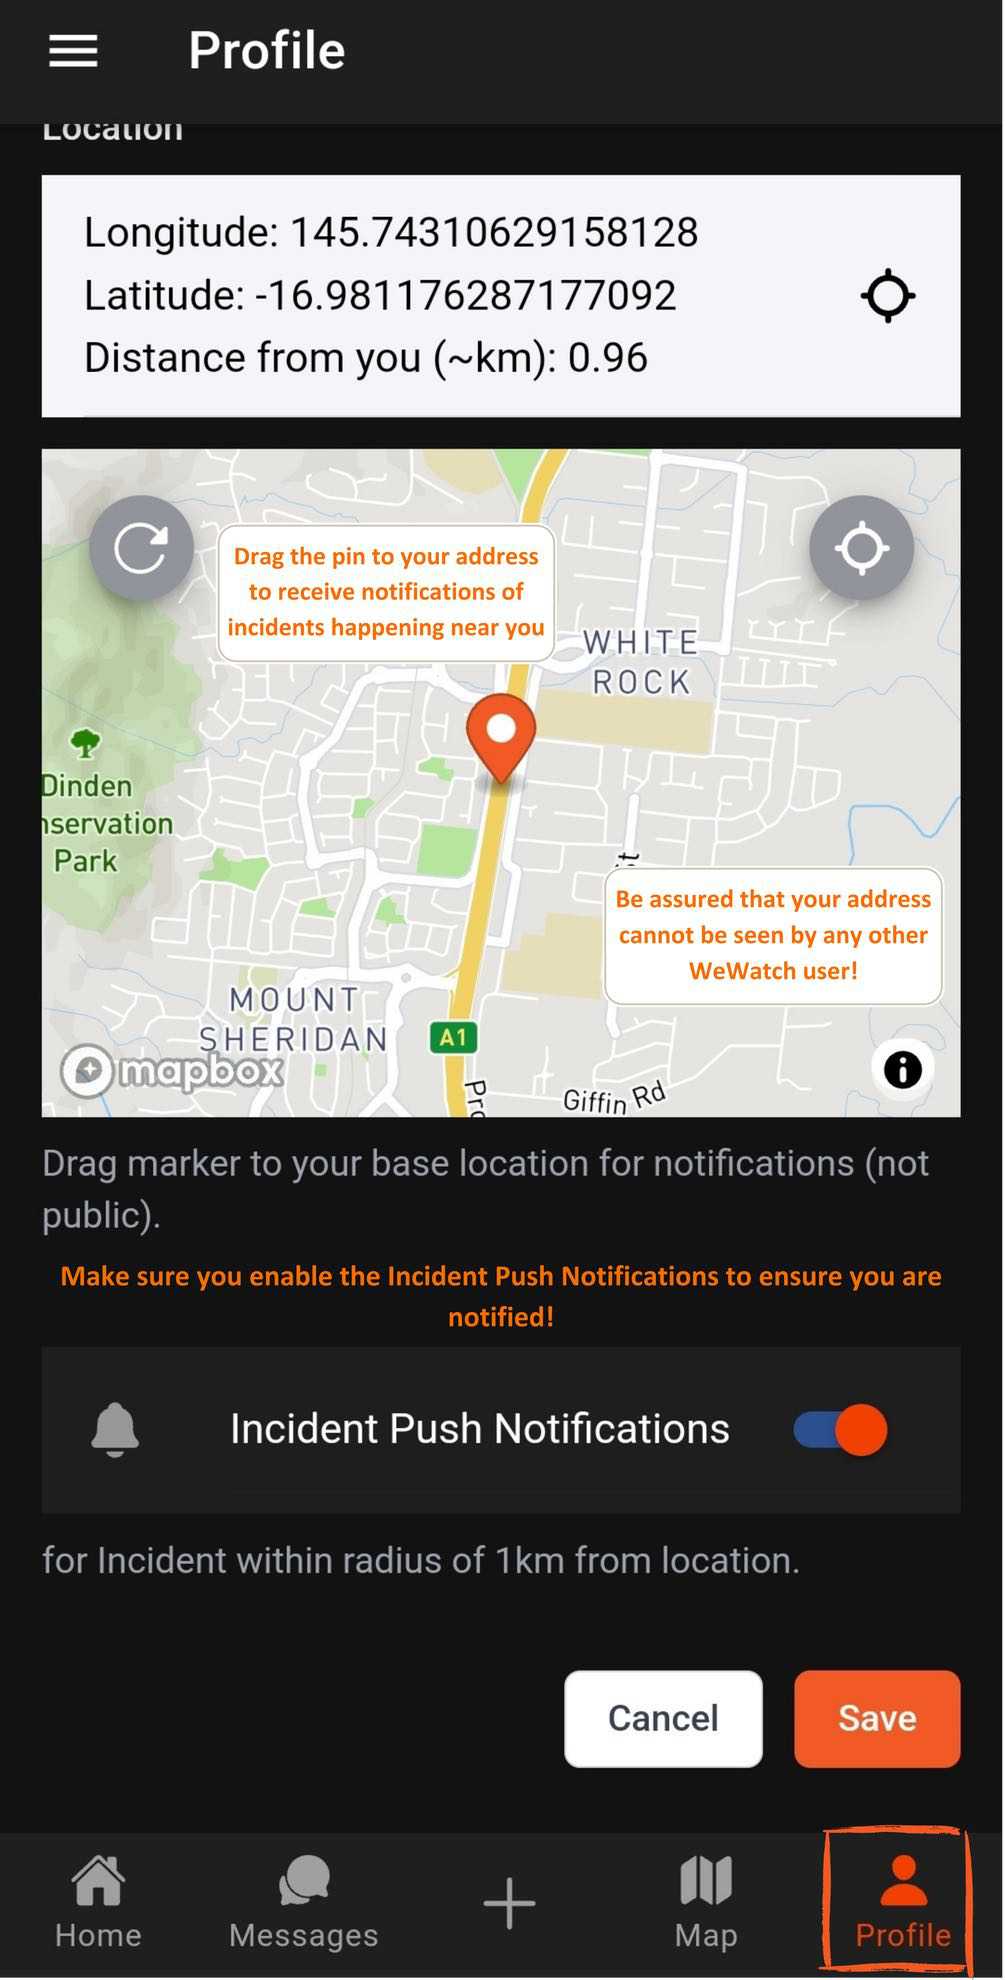 Profile
Location
Longitude: 145.74310629158128
Latitude: -16.981176287177092
Distance from you (~km): 0.96
Drag the pin to your address
to receive notifications of
incidents happening near you
WHITE
ROCK
Dinden
nservation
Park
Be assured that your address
cannot be seen by any other
WeWatch user!
MOUNT
SHERIDAN
A1
mapbox
Giffin Rd
Drag marker to your base location for notifications (not
public).
Make sure you enable the Incident Push Notifications to ensure you are
notified!
Incident Push Notifications
for Incident within radius of 1km from location.
Cancel
Save
Home
Messages
Map
Profile